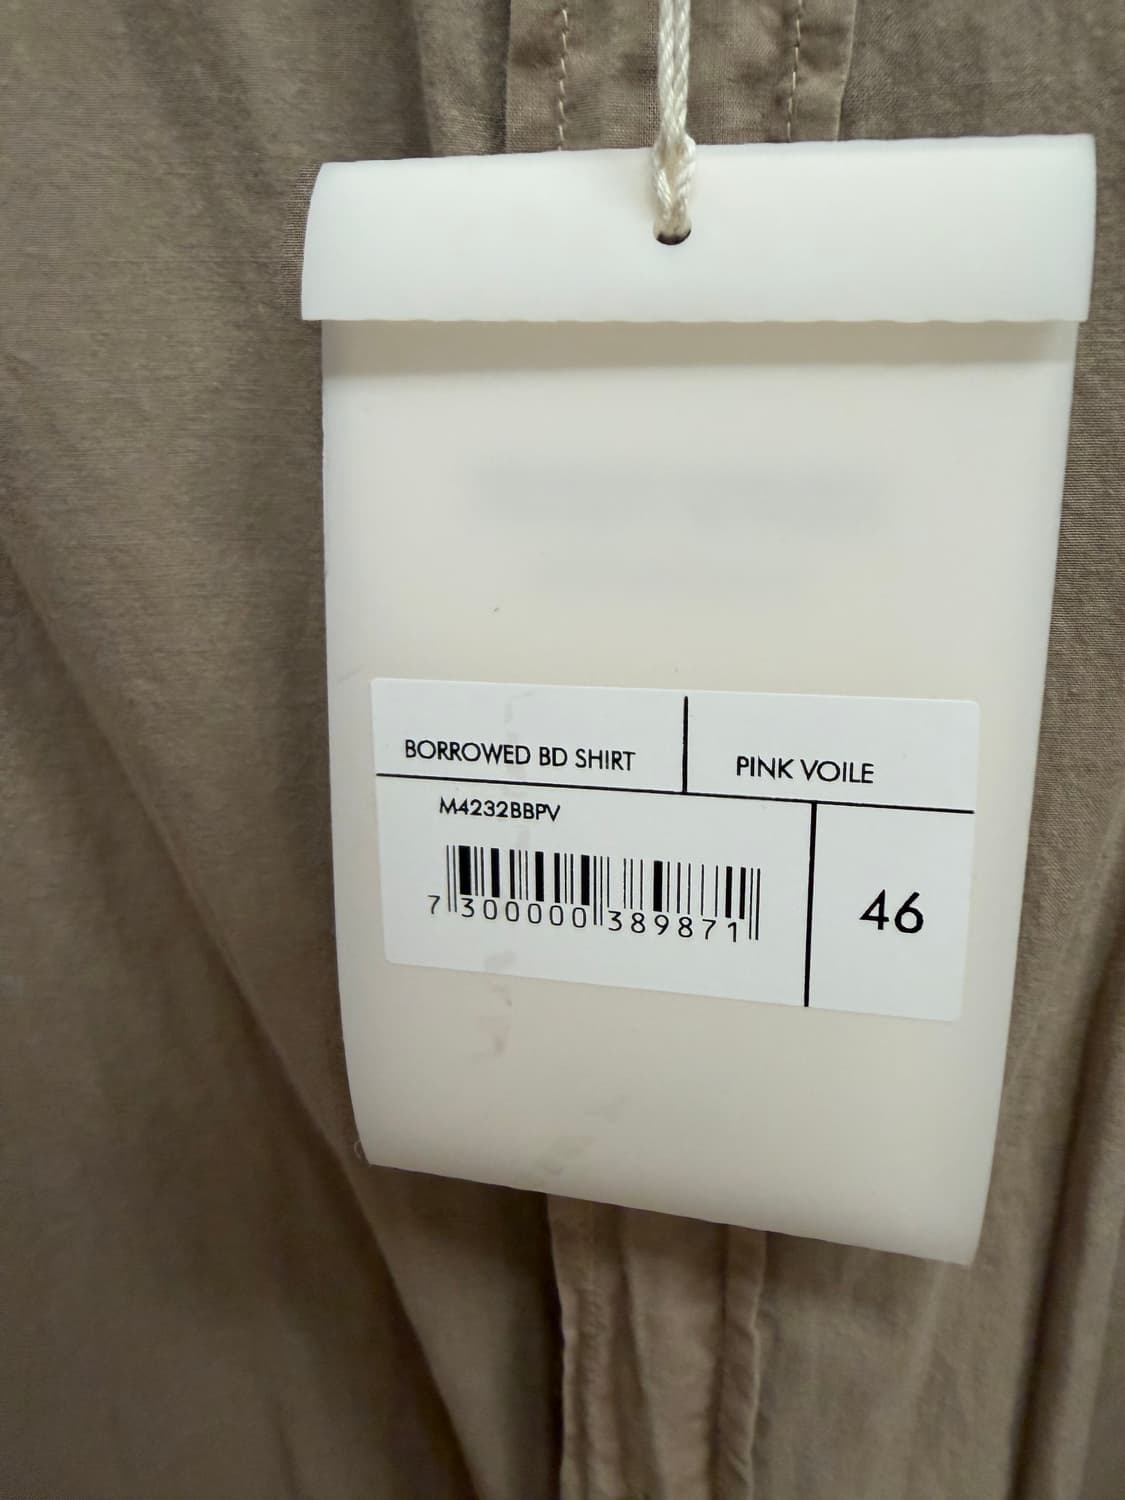 BORROWED BD SHIRT
PINK VOILE
M4232BBPV
7 300000 389871
46